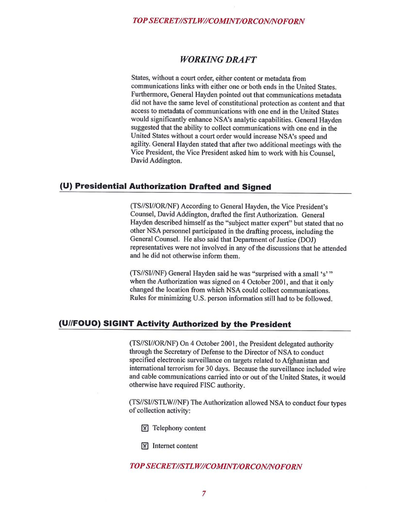 TOP SECRET//STLW//COMINT/ORCON/NOFORN
WORKING DRAFT
States, without a court order, either content or metadata from
communications links with either one or both ends in the United States.
Furthermore, General Hayden pointed out that communications metadata
did not have the same level of constitutional protection as content and that
access to metadata of communications with one end in the United States
would significantly enhance NSA's analytic capabilities. General Hayden
suggested that the ability to collect communications with one end in the
United States without a court order would increase NSA's speed and
agility. General Hayden stated that after two additional meetings with the
Vice President, the Vice President asked him to work with his Counsel,
David Addington.
(U) Presidential Authorization Drafted and Signed
(TS//SI//OR/NF) According to General Hayden, the Vice President's
Counsel, David Addington, drafted the first Authorization. General
Hayden described himself as the "subject matter expert" but stated that no
other NSA personnel participated in the drafting process, including the
General Counsel. He also said that Department of Justice (DOJ)
representatives were not involved in any of the discussions that he attended
and he did not otherwise inform them.
(TS//SI//NF) General Hayden said he was "surprised with a small 's'"
when the Authorization was signed on 4 October 2001, and that it only
changed the location from which NSA could collect communications.
Rules for minimizing U.S. person information still had to be followed.
(U//FOUO) SIGINT Activity Authorized by the President
(TS//SI//OR/NF) On 4 October 2001, the President delegated authority
through the Secretary of Defense to the Director of NSA to conduct
specified electronic surveillance on targets related to Afghanistan and
international terrorism for 30 days. Because the surveillance included wire
and cable communications carried into or out of the United States, it would
otherwise have required FISC authority.
(TS//SI//STLW//NF) The Authorization allowed NSA to conduct four types
of collection activity:
Telephony content
Internet content
TOP SECRET//STLW//COMINT/ORCON/NOFORN
7